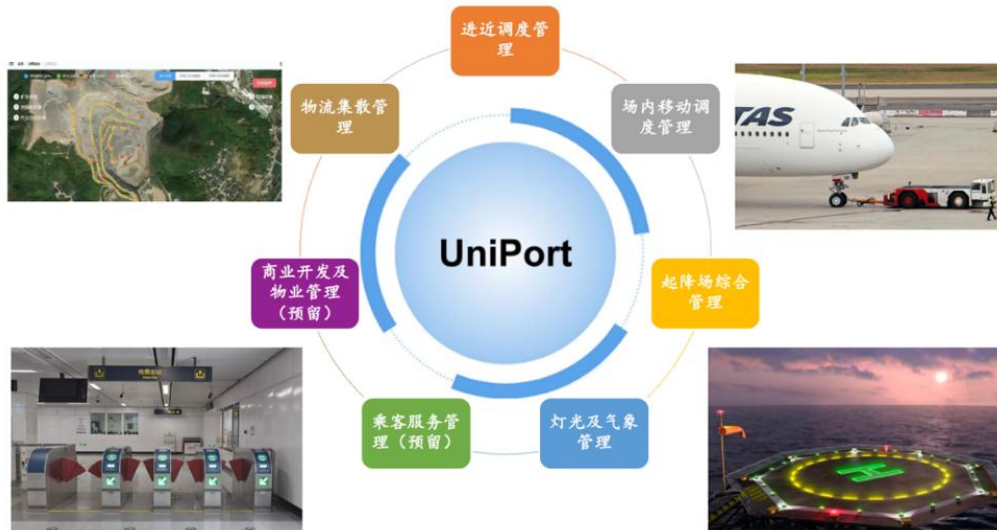 进近调度管
理
物流集散管
理
场内移动调
度管理
TAS
UniPort
商业开发及
物业管理
（预留）
起降场综合
管理
乘客服务管
理（预留）
灯光及气象
管理
H